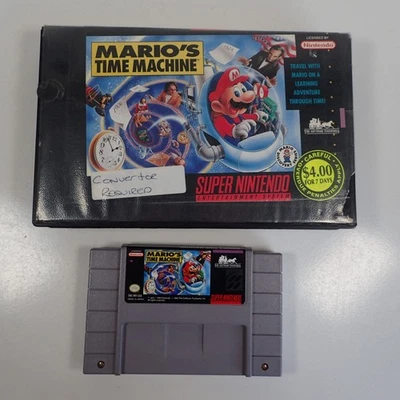 MARIO'S
TIME MACHINE
LICENSED BY
Nintendo
TRAVEL WITH
MARIO ON A
LEARNING
ADVENTURE
THROUGH TIME!
CONVERTOR
REQUIRED
CAREFUL
$4.00
FOR 7 DAYS
SUPER NINTENDO
ENTERTAINMENT SYSTEM
Nintendo
MARIO'S
TIME MACHINE
SUPER NINTENDO